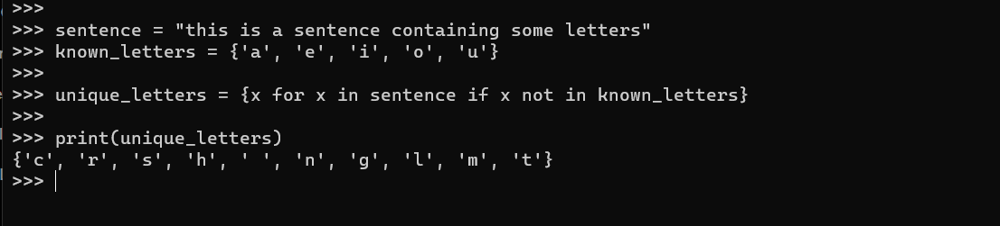 >>>
>>> sentence = "this is a sentence containing some letters"
>>> known_letters = {'a', 'e', 'i', 'o', 'u'}
>>>
>>> unique_letters = {x for x in sentence if x not in known_letters}
>>>
>>> print(unique_letters)
{'c', 'r', 's', 'h', ' ', 'n', 'g', 'l', 'm', 't'}
>>>